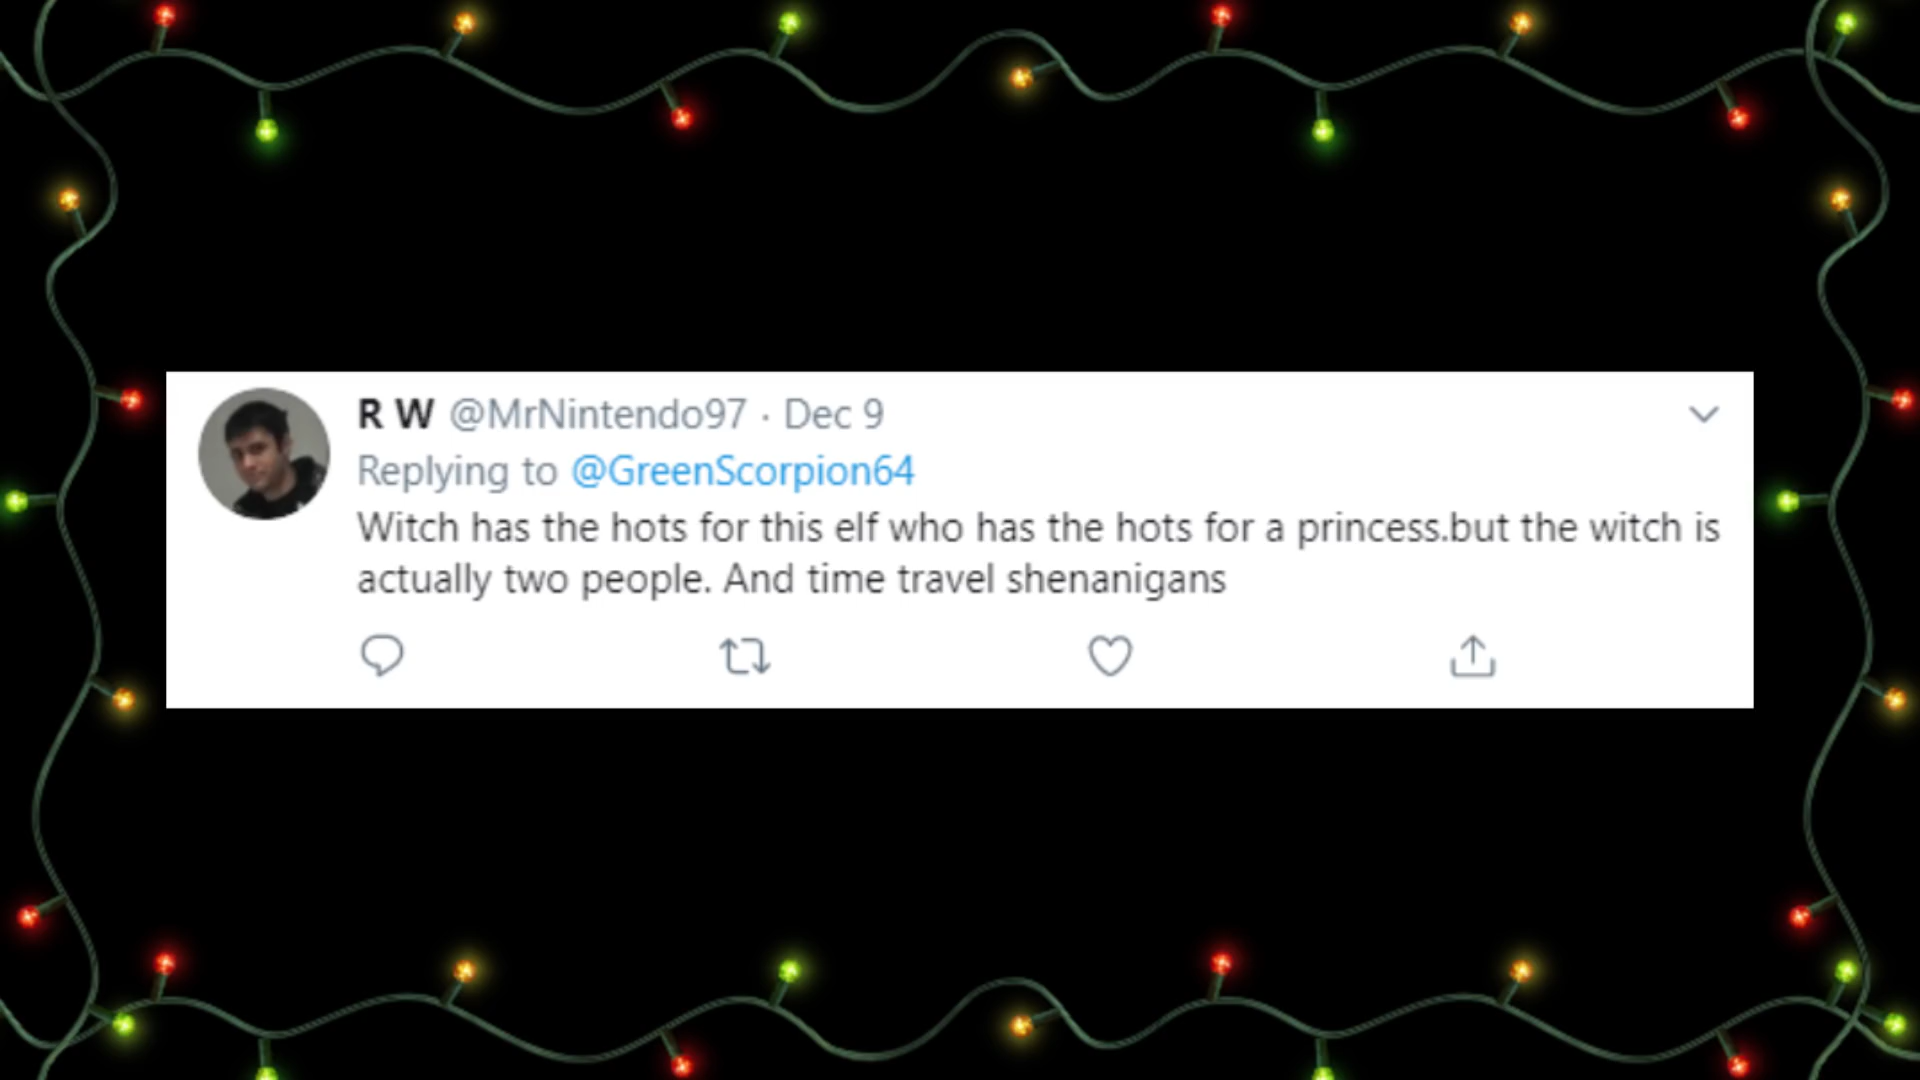 R W @MrNintendo97 · Dec 9
Replying to @GreenScorpion64
Witch has the hots for this elf who has the hots for a princess.but the witch is
actually two people. And time travel shenanigans